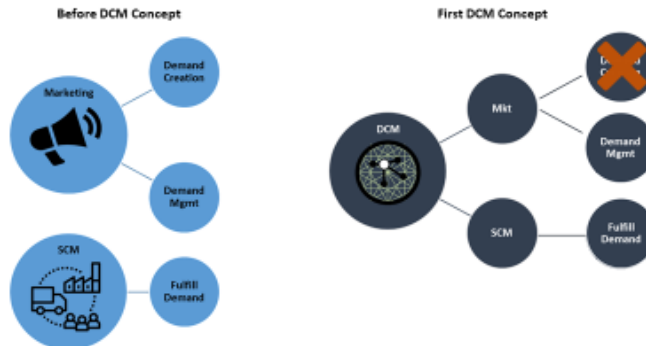 Before DCM Concept
Marketing
Demand
Creation
Demand
Mgmt
SCM
Fulfill
Demand
First DCM Concept
DCM
Mkt
Demand
Mgmt
SCM
Fulfill
Demand